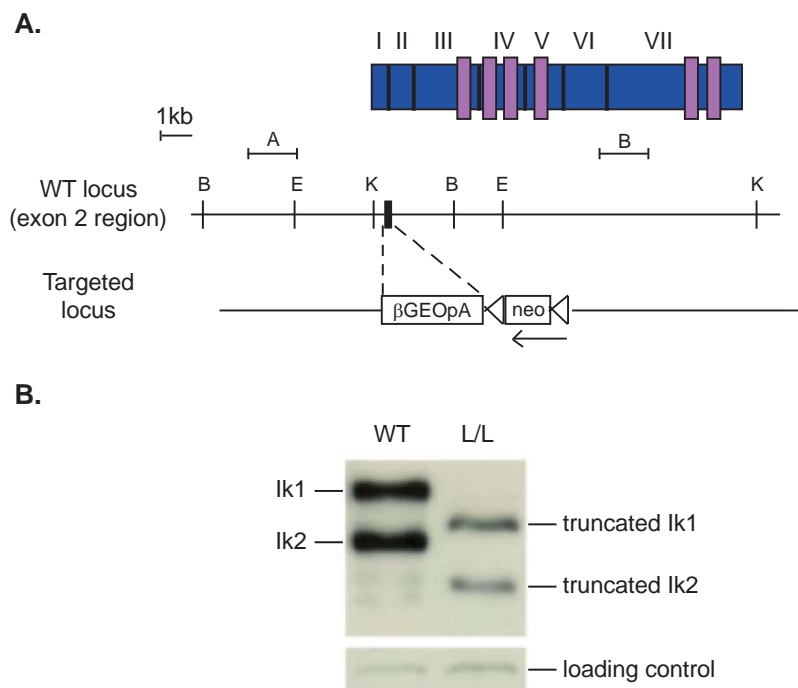 A.
I II III IV V VI VII
1kb
A B
WT locus
(exon 2 region)
B E K B E K
Targeted
locus
βGEOpA neo
B.
WT L/L
Ik1
Ik2
truncated Ik1
truncated Ik2
loading control